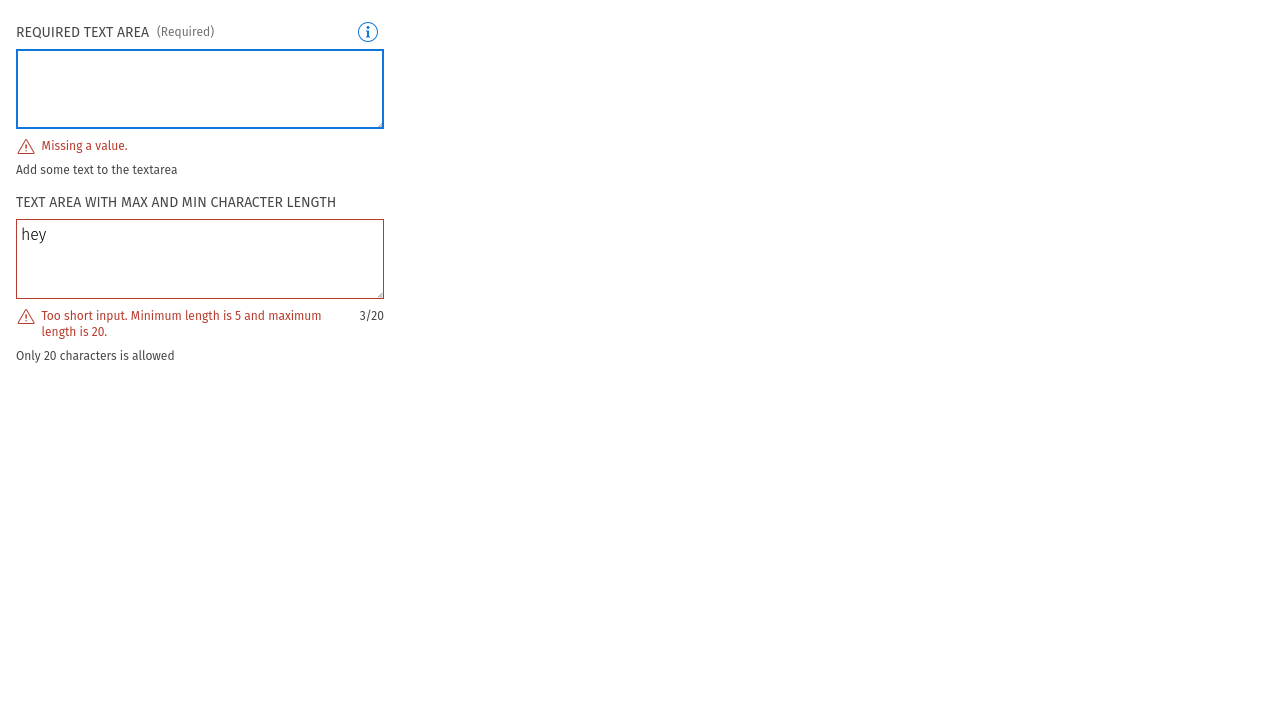 REQUIRED TEXT AREA (Required)
Missing a value.
Add some text to the textarea
TEXT AREA WITH MAX AND MIN CHARACTER LENGTH
hey
Too short input. Minimum length is 5 and maximum 3/20
length is 20.
Only 20 characters is allowed